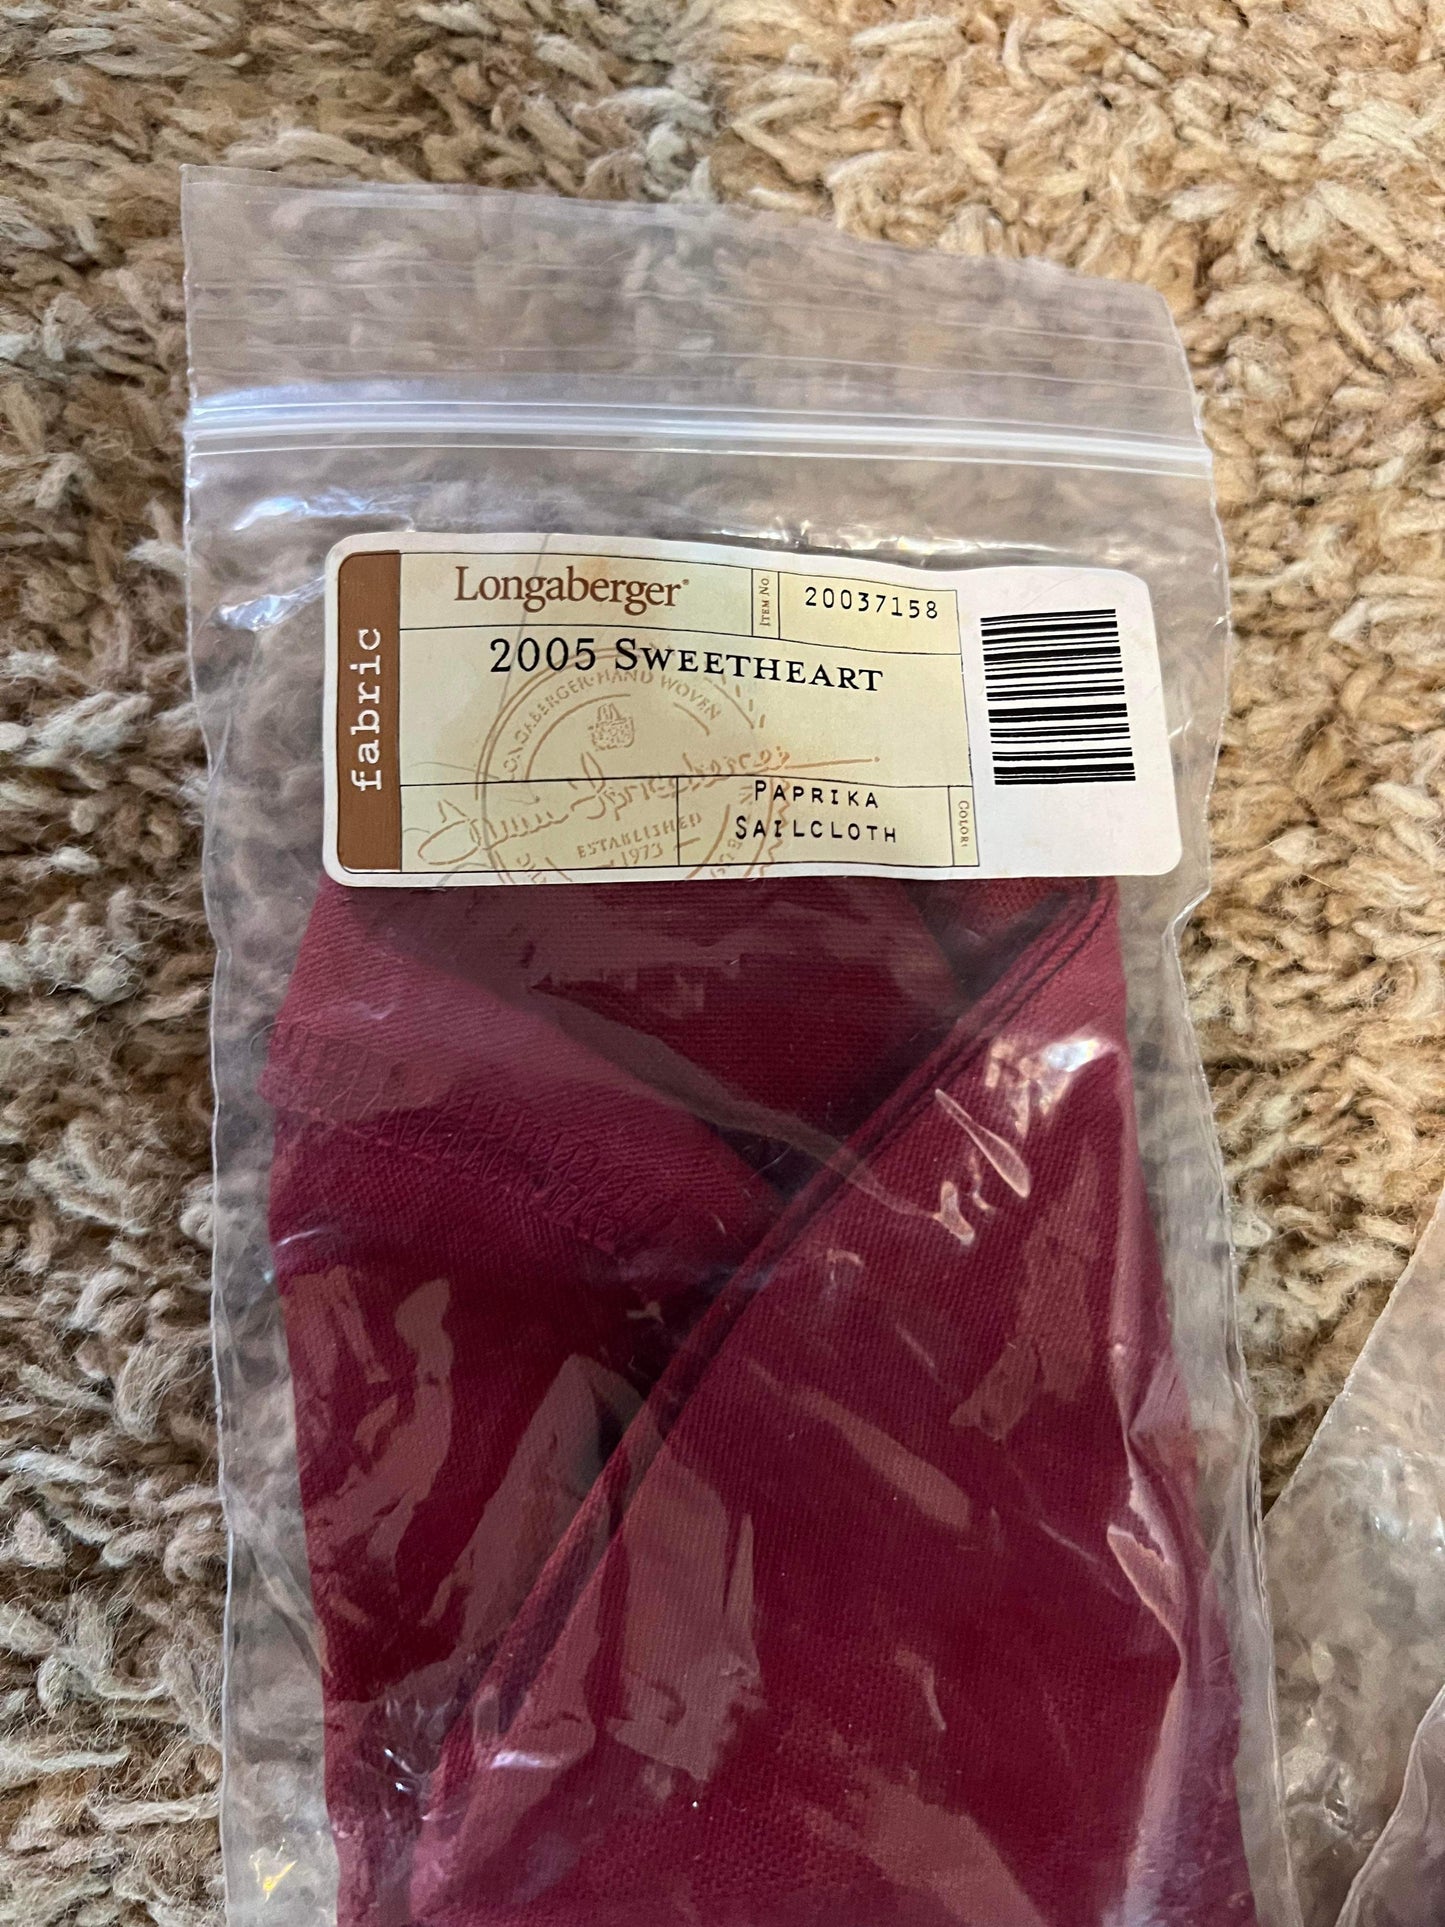 fabric
Longaberger®
ITEM NO.
20037158
2005 SWEETHEART
LONGABERGER·HAND WOVEN
ESTABLISHED
1973
PAPRIKA
SAILCLOTH
COLOR: